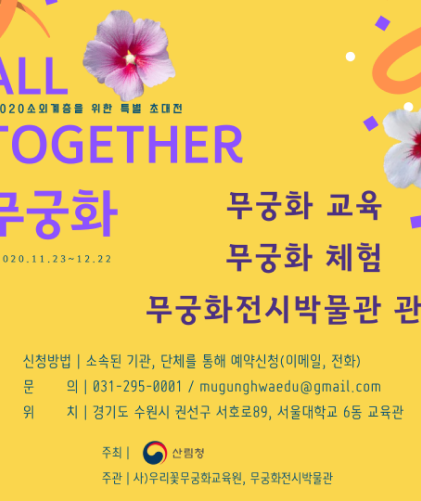 ALL
2020소외계층을 위한 특별 초대전
TOGETHER
무궁화
2020.11.23~12.22
무궁화 교육
무궁화 체험
무궁화전시박물관 관
신청방법 | 소속된 기관, 단체를 통해 예약신청(이메일, 전화)
문 의 | 031-295-0001 / mugunghwaedu@gmail.com
위 치 | 경기도 수원시 권선구 서호로89, 서울대학교 6동 교육관
주최 | 산림청
주관 | 사)우리꽃무궁화교육원, 무궁화전시박물관